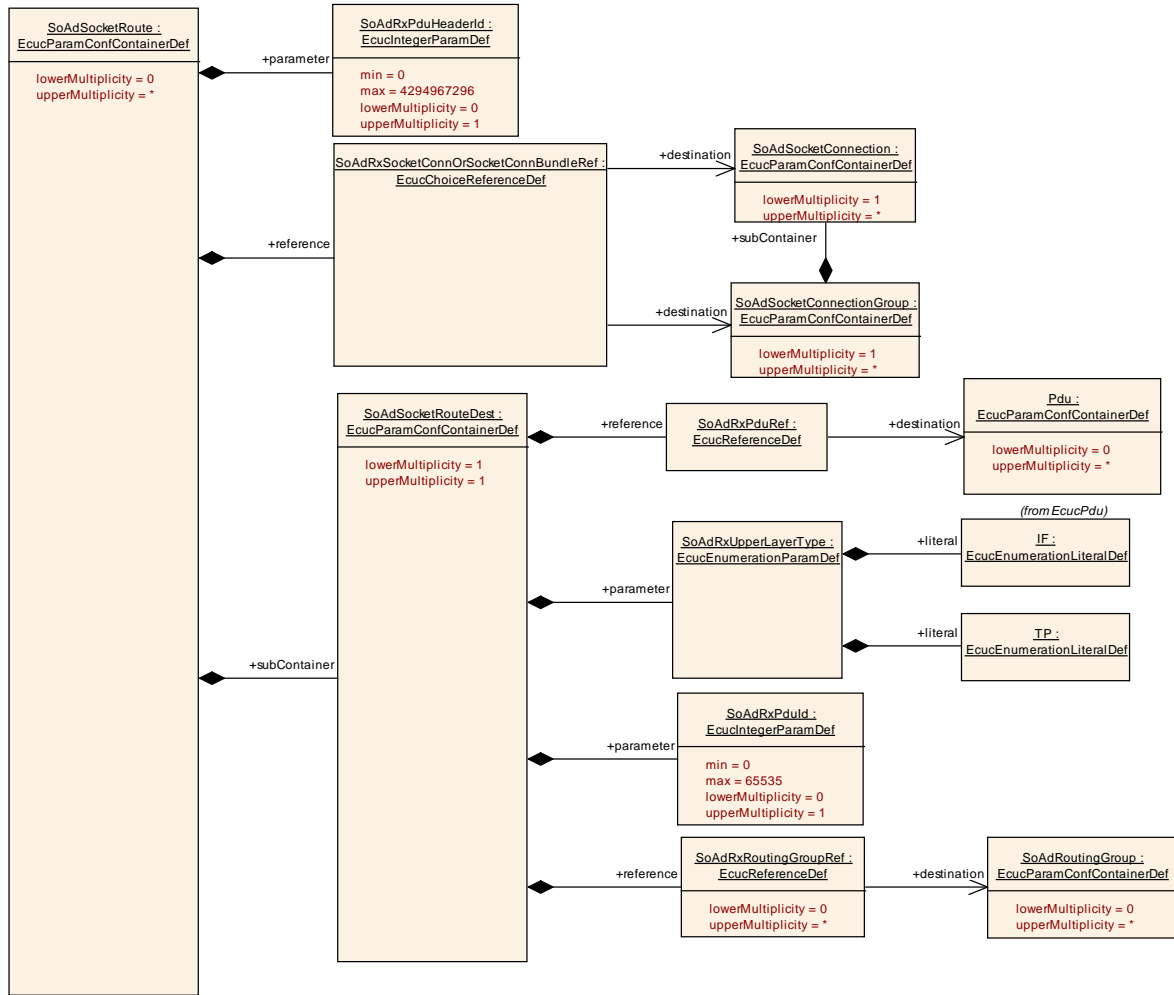 SoAdSocketRoute :
EcucParamConfContainerDef
lowerMultiplicity = 0
upperMultiplicity = *
+parameter
SoAdRxPduHeaderId :
EcucIntegerParamDef
min = 0
max = 4294967296
lowerMultiplicity = 0
upperMultiplicity = 1
+reference
SoAdRxSocketConnOrSocketConnBundleRef :
EcucChoiceReferenceDef
+destination
SoAdSocketConnection :
EcucParamConfContainerDef
lowerMultiplicity = 1
upperMultiplicity = *
+subContainer
+destination
SoAdSocketConnectionGroup :
EcucParamConfContainerDef
lowerMultiplicity = 1
upperMultiplicity = *
+subContainer
SoAdSocketRouteDest :
EcucParamConfContainerDef
lowerMultiplicity = 1
upperMultiplicity = 1
+reference
SoAdRxPduRef :
EcucReferenceDef
+destination
Pdu :
EcucParamConfContainerDef
lowerMultiplicity = 0
upperMultiplicity = *
(from EcucPdu)
+parameter
SoAdRxUpperLayerType :
EcucEnumerationParamDef
+literal
IF :
EcucEnumerationLiteralDef
+literal
TP :
EcucEnumerationLiteralDef
+parameter
SoAdRxPduId :
EcucIntegerParamDef
min = 0
max = 65535
lowerMultiplicity = 0
upperMultiplicity = 1
+reference
SoAdRxRoutingGroupRef :
EcucReferenceDef
lowerMultiplicity = 0
upperMultiplicity = *
+destination
SoAdRoutingGroup :
EcucParamConfContainerDef
lowerMultiplicity = 0
upperMultiplicity = *